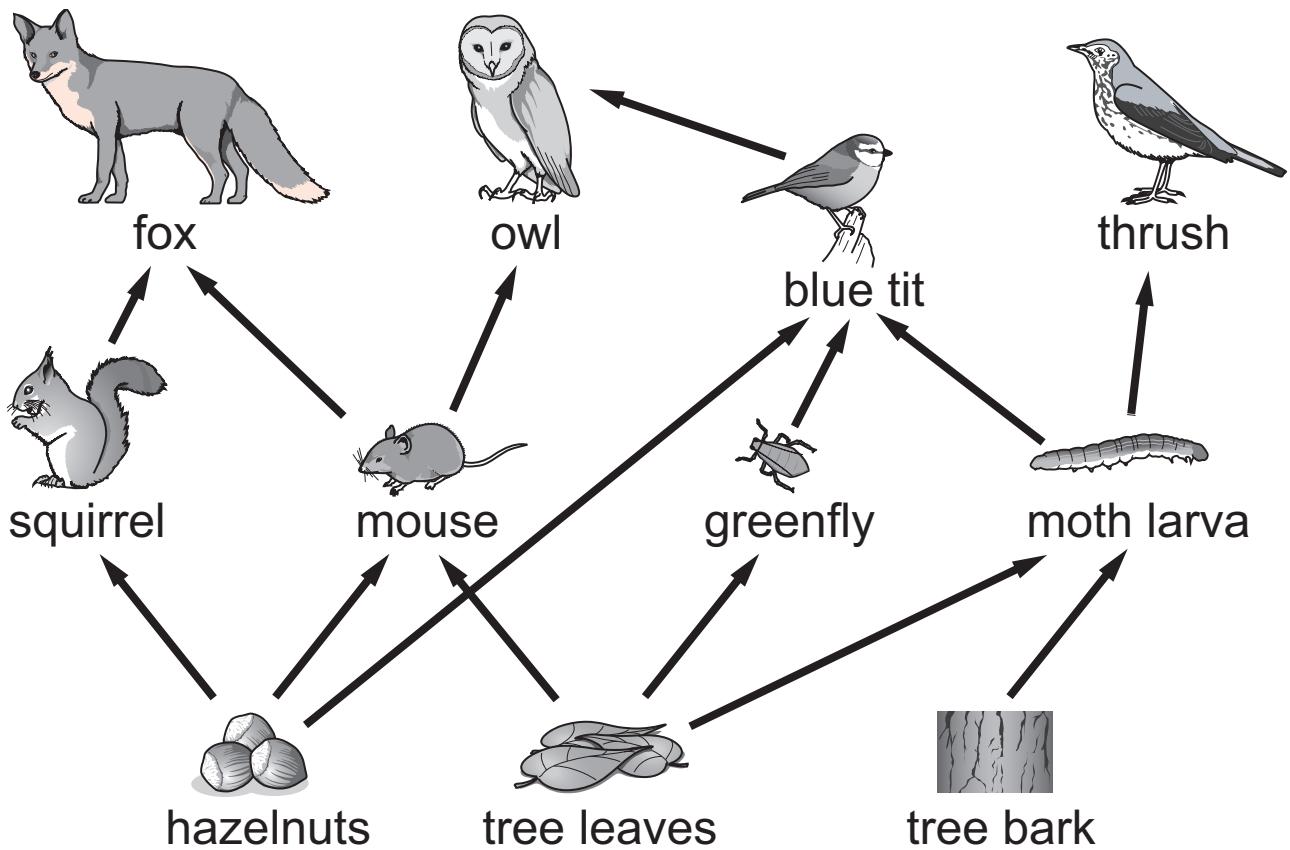 fox
owl
thrush
blue tit
squirrel
mouse
greenfly
moth larva
hazelnuts
tree leaves
tree bark